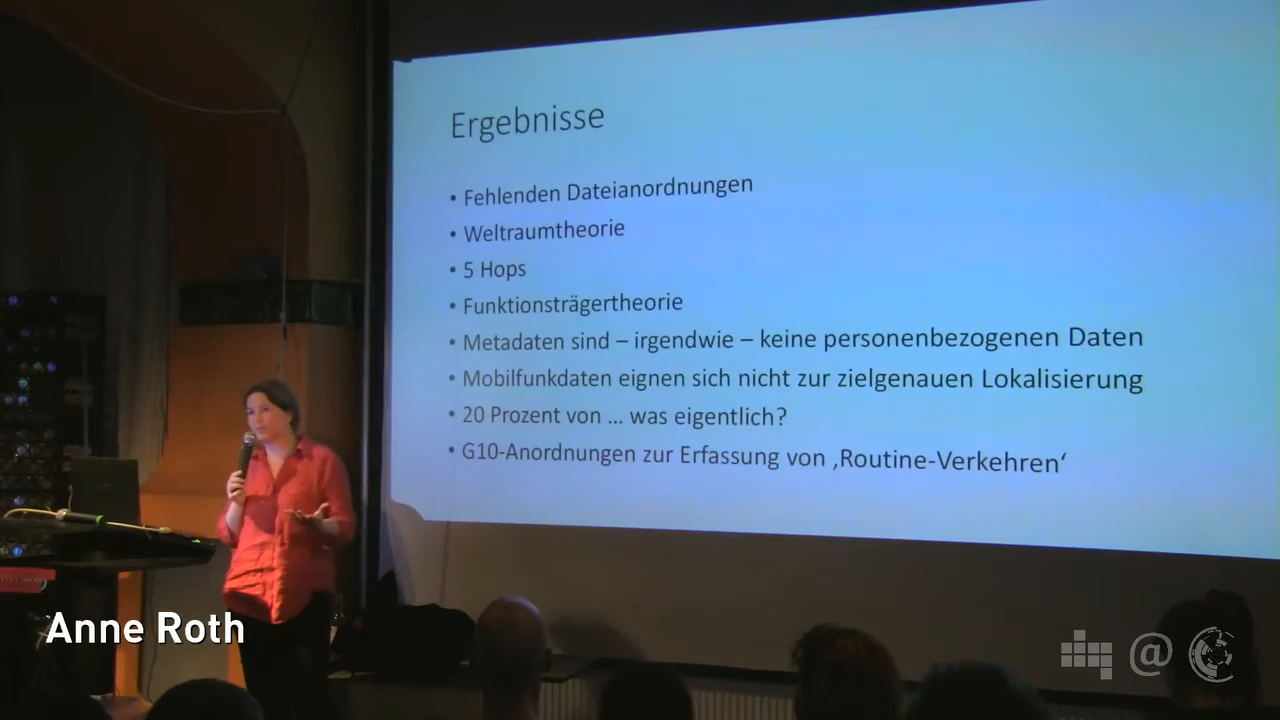 Ergebnisse
• Fehlenden Dateianordnungen
• Weltraumtheorie
• 5 Hops
• Funktionsträgertheorie
• Metadaten sind – irgendwie – keine personenbezogenen Daten
• Mobilfunkdaten eignen sich nicht zur zielgenauen Lokalisierung
• 20 Prozent von ... was eigentlich?
• G10-Anordnungen zur Erfassung von ‚Routine-Verkehren‘
Anne Roth
@